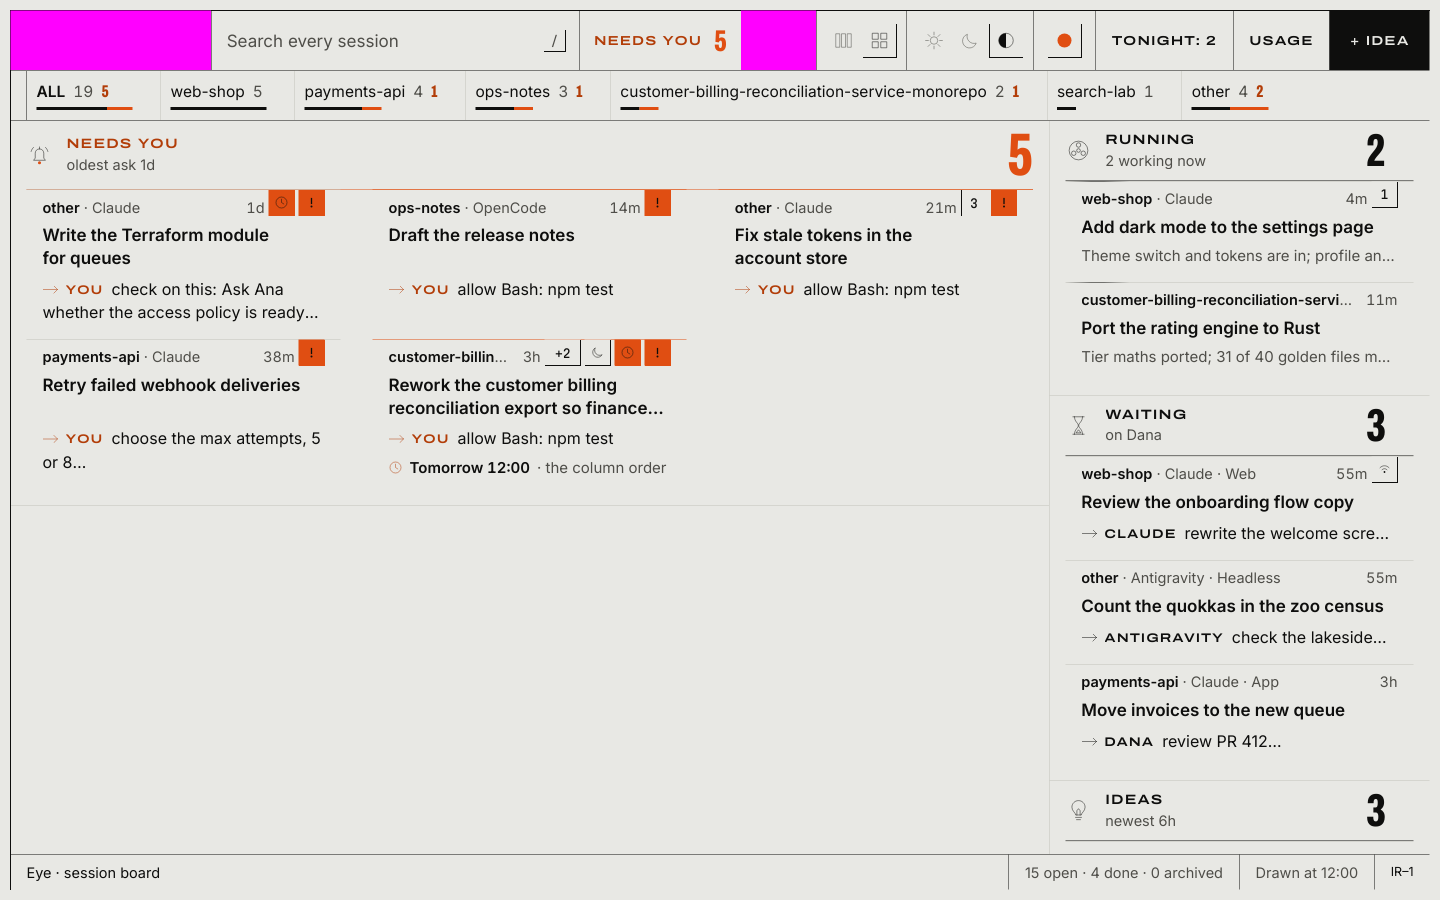 Search every session /
NEEDS YOU 5
TONIGHT: 2
USAGE
+ IDEA
ALL 19 5
web-shop 5
payments-api 4 1
ops-notes 3 1
customer-billing-reconciliation-service-monorepo 2 1
search-lab 1
other 4 2
NEEDS YOU
oldest ask 1d
5
other · Claude 1d !
Write the Terraform module
for queues
→ YOU check on this: Ask Ana
whether the access policy is ready...
ops-notes · OpenCode 14m !
Draft the release notes
→ YOU allow Bash: npm test
other · Claude 21m 3 !
Fix stale tokens in the
account store
→ YOU allow Bash: npm test
payments-api · Claude 38m !
Retry failed webhook deliveries
→ YOU choose the max attempts, 5
or 8...
customer-billin... 3h +2 !
Rework the customer billing
reconciliation export so finance...
→ YOU allow Bash: npm test
Tomorrow 12:00 · the column order
RUNNING
2 working now
2
web-shop · Claude 4m 1
Add dark mode to the settings page
Theme switch and tokens are in; profile an...
customer-billing-reconciliation-servi... 11m
Port the rating engine to Rust
Tier maths ported; 31 of 40 golden files m...
WAITING
on Dana
3
web-shop · Claude · Web 55m
Review the onboarding flow copy
→ CLAUDE rewrite the welcome scre...
other · Antigravity · Headless 55m
Count the quokkas in the zoo census
→ ANTIGRAVITY check the lakeside...
payments-api · Claude · App 3h
Move invoices to the new queue
→ DANA review PR 412...
IDEAS
newest 6h
3
Eye · session board
15 open · 4 done · 0 archived
Drawn at 12:00
IR–1